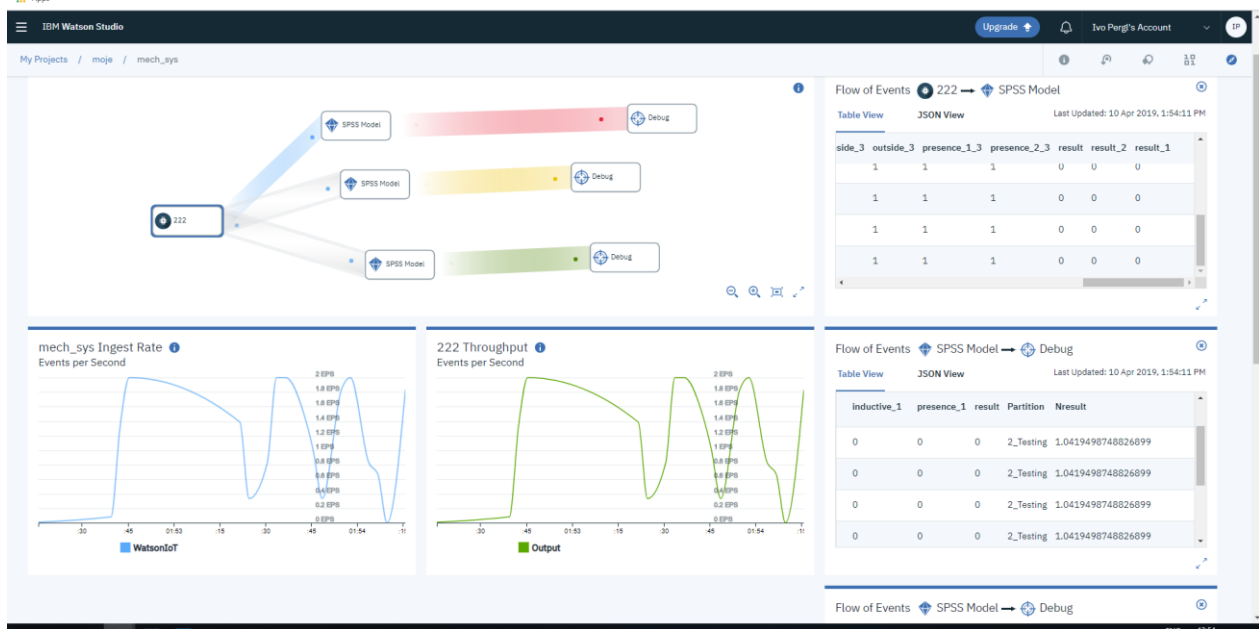 Apps
IBM Watson Studio
Upgrade
Ivo Pergl's Account
IP
My Projects / moje / mech_sys
222
SPSS Model
Debug
SPSS Model
Debug
SPSS Model
Debug
Flow of Events 222 → SPSS Model
Table View JSON View Last Updated: 10 Apr 2019, 1:54:11 PM
side_3 outside_3 presence_1_3 presence_2_3 result result_2 result_1
1 1 1 0 0 0
1 1 1 0 0 0
1 1 1 0 0 0
1 1 1 0 0 0
mech_sys Ingest Rate
Events per Second
2 EPS
1.8 EPS
1.6 EPS
1.4 EPS
1.2 EPS
1 EPS
0.8 EPS
0.6 EPS
0.4 EPS
0.2 EPS
0 EPS
:30 :45 01:53 :15 :30 :45 01:54
WatsonIoT
222 Throughput
Events per Second
2 EPS
1.8 EPS
1.6 EPS
1.4 EPS
1.2 EPS
1 EPS
0.8 EPS
0.6 EPS
0.4 EPS
0.2 EPS
0 EPS
:30 :45 01:53 :15 :30 :45 01:54
Output
Flow of Events SPSS Model → Debug
Table View JSON View Last Updated: 10 Apr 2019, 1:54:11 PM
inductive_1 presence_1 result Partition Nresult
0 0 0 2_Testing 1.0419498748826899
0 0 0 2_Testing 1.0419498748826899
0 0 0 2_Testing 1.0419498748826899
0 0 0 2_Testing 1.0419498748826899
Flow of Events SPSS Model → Debug